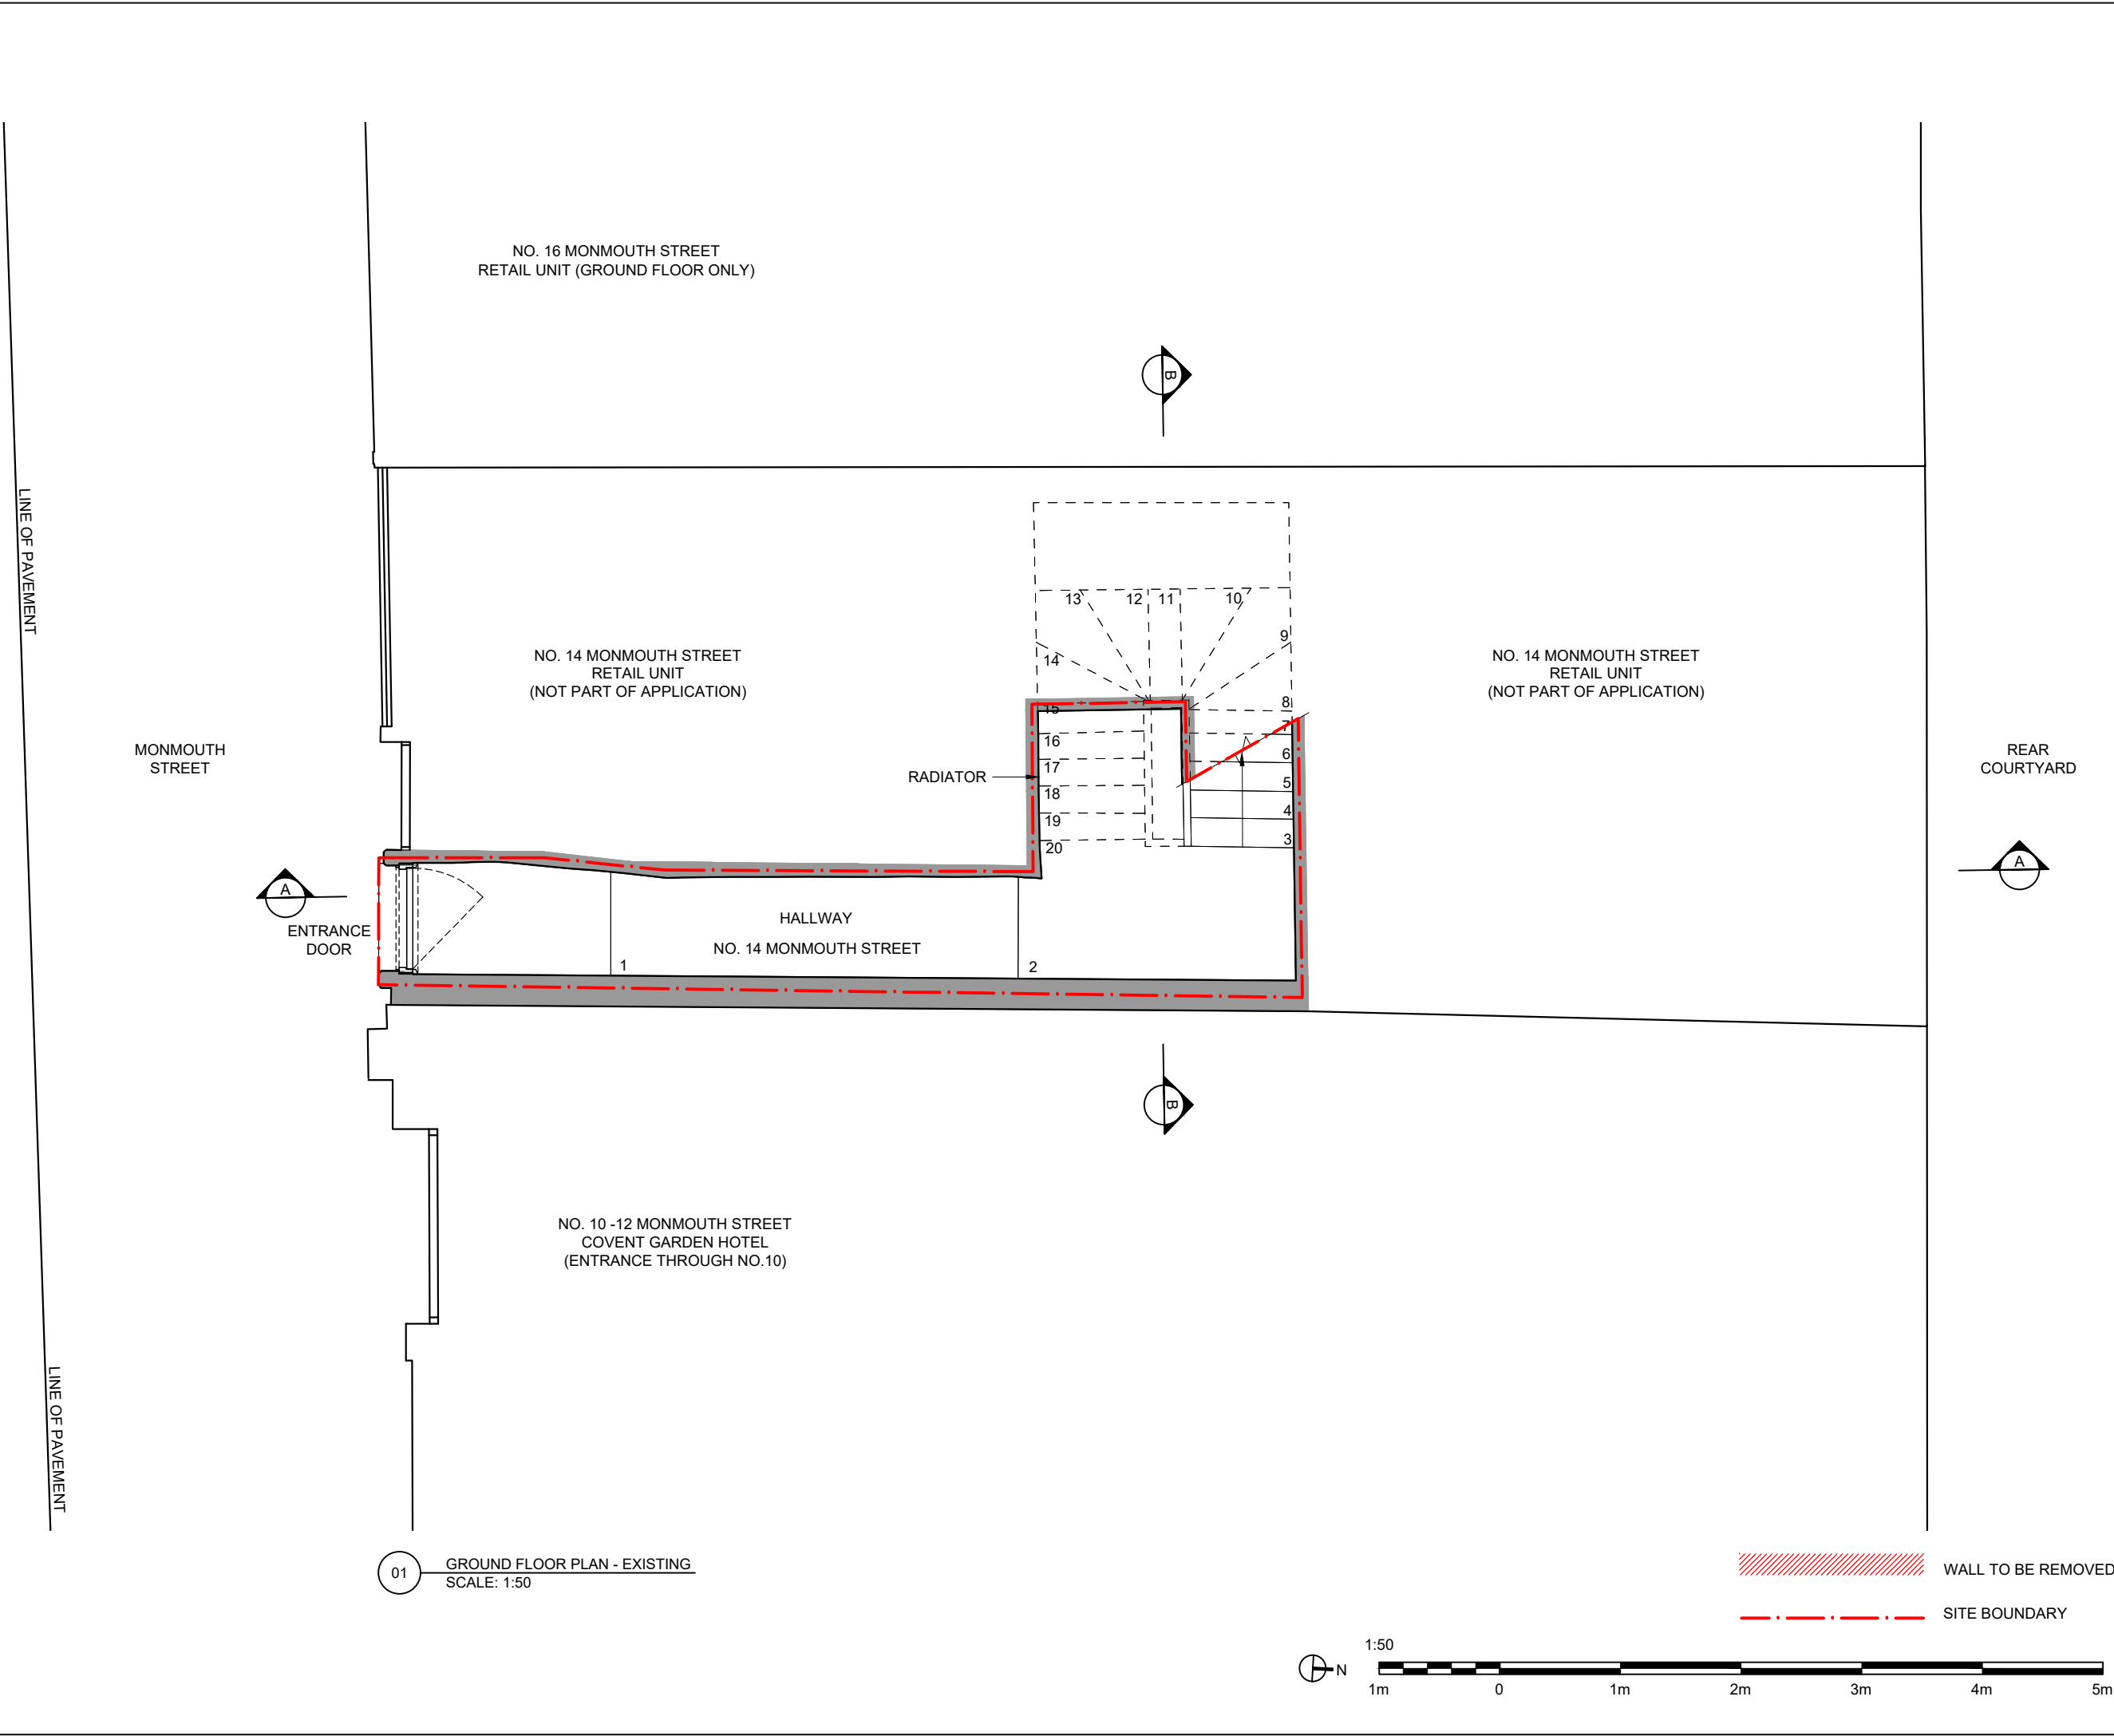 NO. 16 MONMOUTH STREET
RETAIL UNIT (GROUND FLOOR ONLY)
B
LINE OF PAVEMENT
NO. 14 MONMOUTH STREET
RETAIL UNIT
(NOT PART OF APPLICATION)
13
12
11
10
9
14
8
15
7
16
6
17
5
18
4
19
3
20
NO. 14 MONMOUTH STREET
RETAIL UNIT
(NOT PART OF APPLICATION)
MONMOUTH
STREET
RADIATOR
REAR
COURTYARD
A
A
ENTRANCE
DOOR
HALLWAY
NO. 14 MONMOUTH STREET
1
2
B
NO. 10 -12 MONMOUTH STREET
COVENT GARDEN HOTEL
(ENTRANCE THROUGH NO.10)
LINE OF PAVEMENT
01
GROUND FLOOR PLAN - EXISTING
SCALE: 1:50
WALL TO BE REMOVED
SITE BOUNDARY
N
1:50
1m
0
1m
2m
3m
4m
5m